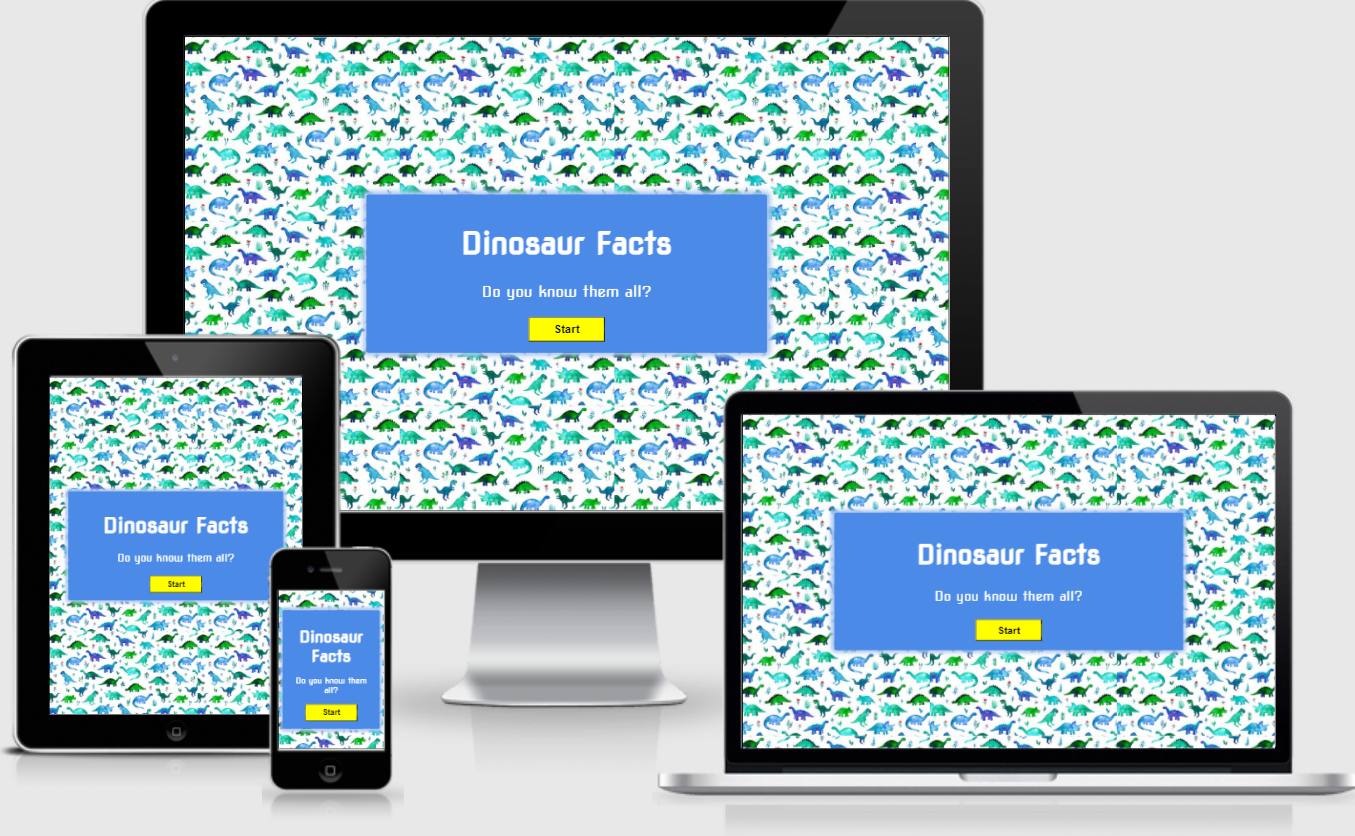 Dinosaur Facts
Do you know them all?
Start
Dinosaur Facts
Do you know them all?
Start
Dinosaur
Facts
Do you know them
all?
Start
Dinosaur Facts
Do you know them all?
Start